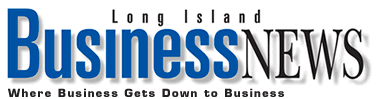 Long Island
BusinessNEWS
Where Business Gets Down to Business